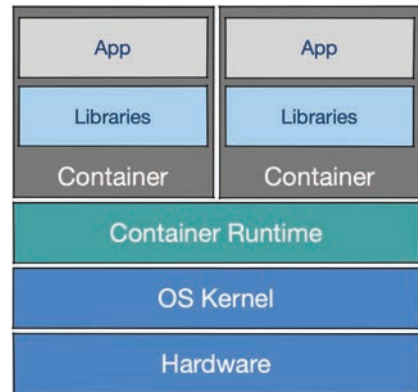 App
App
Libraries
Libraries
Container
Container
Container Runtime
OS Kernel
Hardware